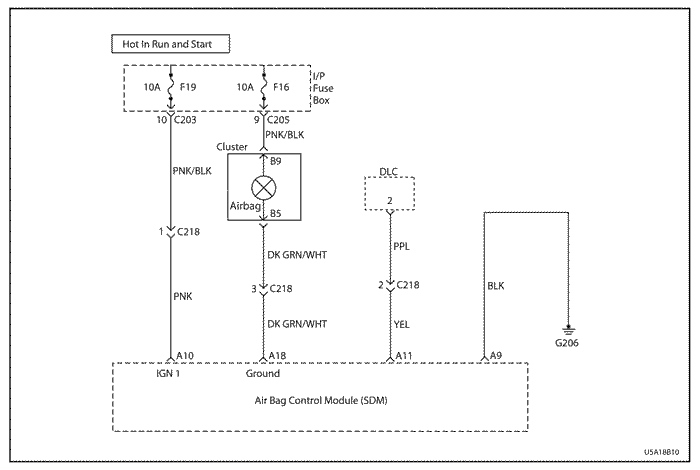 Hot In Run and Start
10A F19 10A F16
I/P
Fuse
Box
10 C203 9 C205
PNK/BLK
Cluster
B9
PNK/BLK
DLC
2
Airbag
B5
1 C218
PPL
DK GRN/WHT
2 C218
BLK
3 C218
PNK
DK GRN/WHT
YEL
G206
A10 A18 A11 A9
IGN 1 Ground
Air Bag Control Module (SDM)
U5A18B10